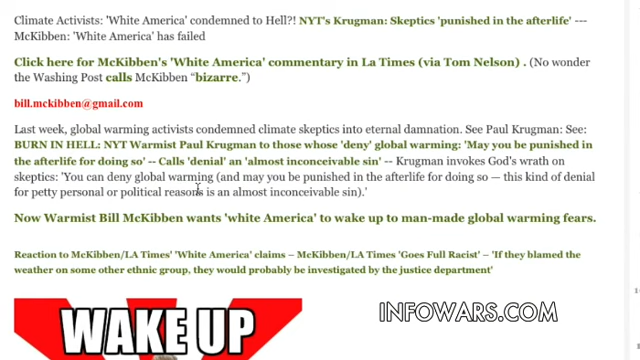 Climate Activists: 'White America' condemned to Hell?! NYT's Krugman: Skeptics 'punished in the afterlife' ---
McKibben: 'White America' has failed
Click here for McKibben's 'White America' commentary in La Times (via Tom Nelson) . (No wonder
the Washington Post calls McKibben “bizarre.”)
bill.mckibben@gmail.com
Last week, global warming activists condemned climate skeptics into eternal damnation. See Paul Krugman: See:
BURN IN HELL: NYT Warmist Paul Krugman to those whose 'deny' global warming: 'May you be punished in
the afterlife for doing so' -- Calls 'denial' an 'almost inconceivable sin' -- Krugman invokes God's wrath on
skeptics: 'You can deny global warming (and may you be punished in the afterlife for doing so — this kind of denial
for petty personal or political reasons is an almost inconceivable sin).'
Now Warmist Bill McKibben wants 'white America' to wake up to man-made global warming fears.
Reaction to McKibben/LA Times' 'White America' claims – McKibben/LA Times 'Goes Full Racist' – 'If they blamed the
weather on some other ethnic group, they would probably be investigated by the justice department'
WAKE UP
INFOWARS.COM